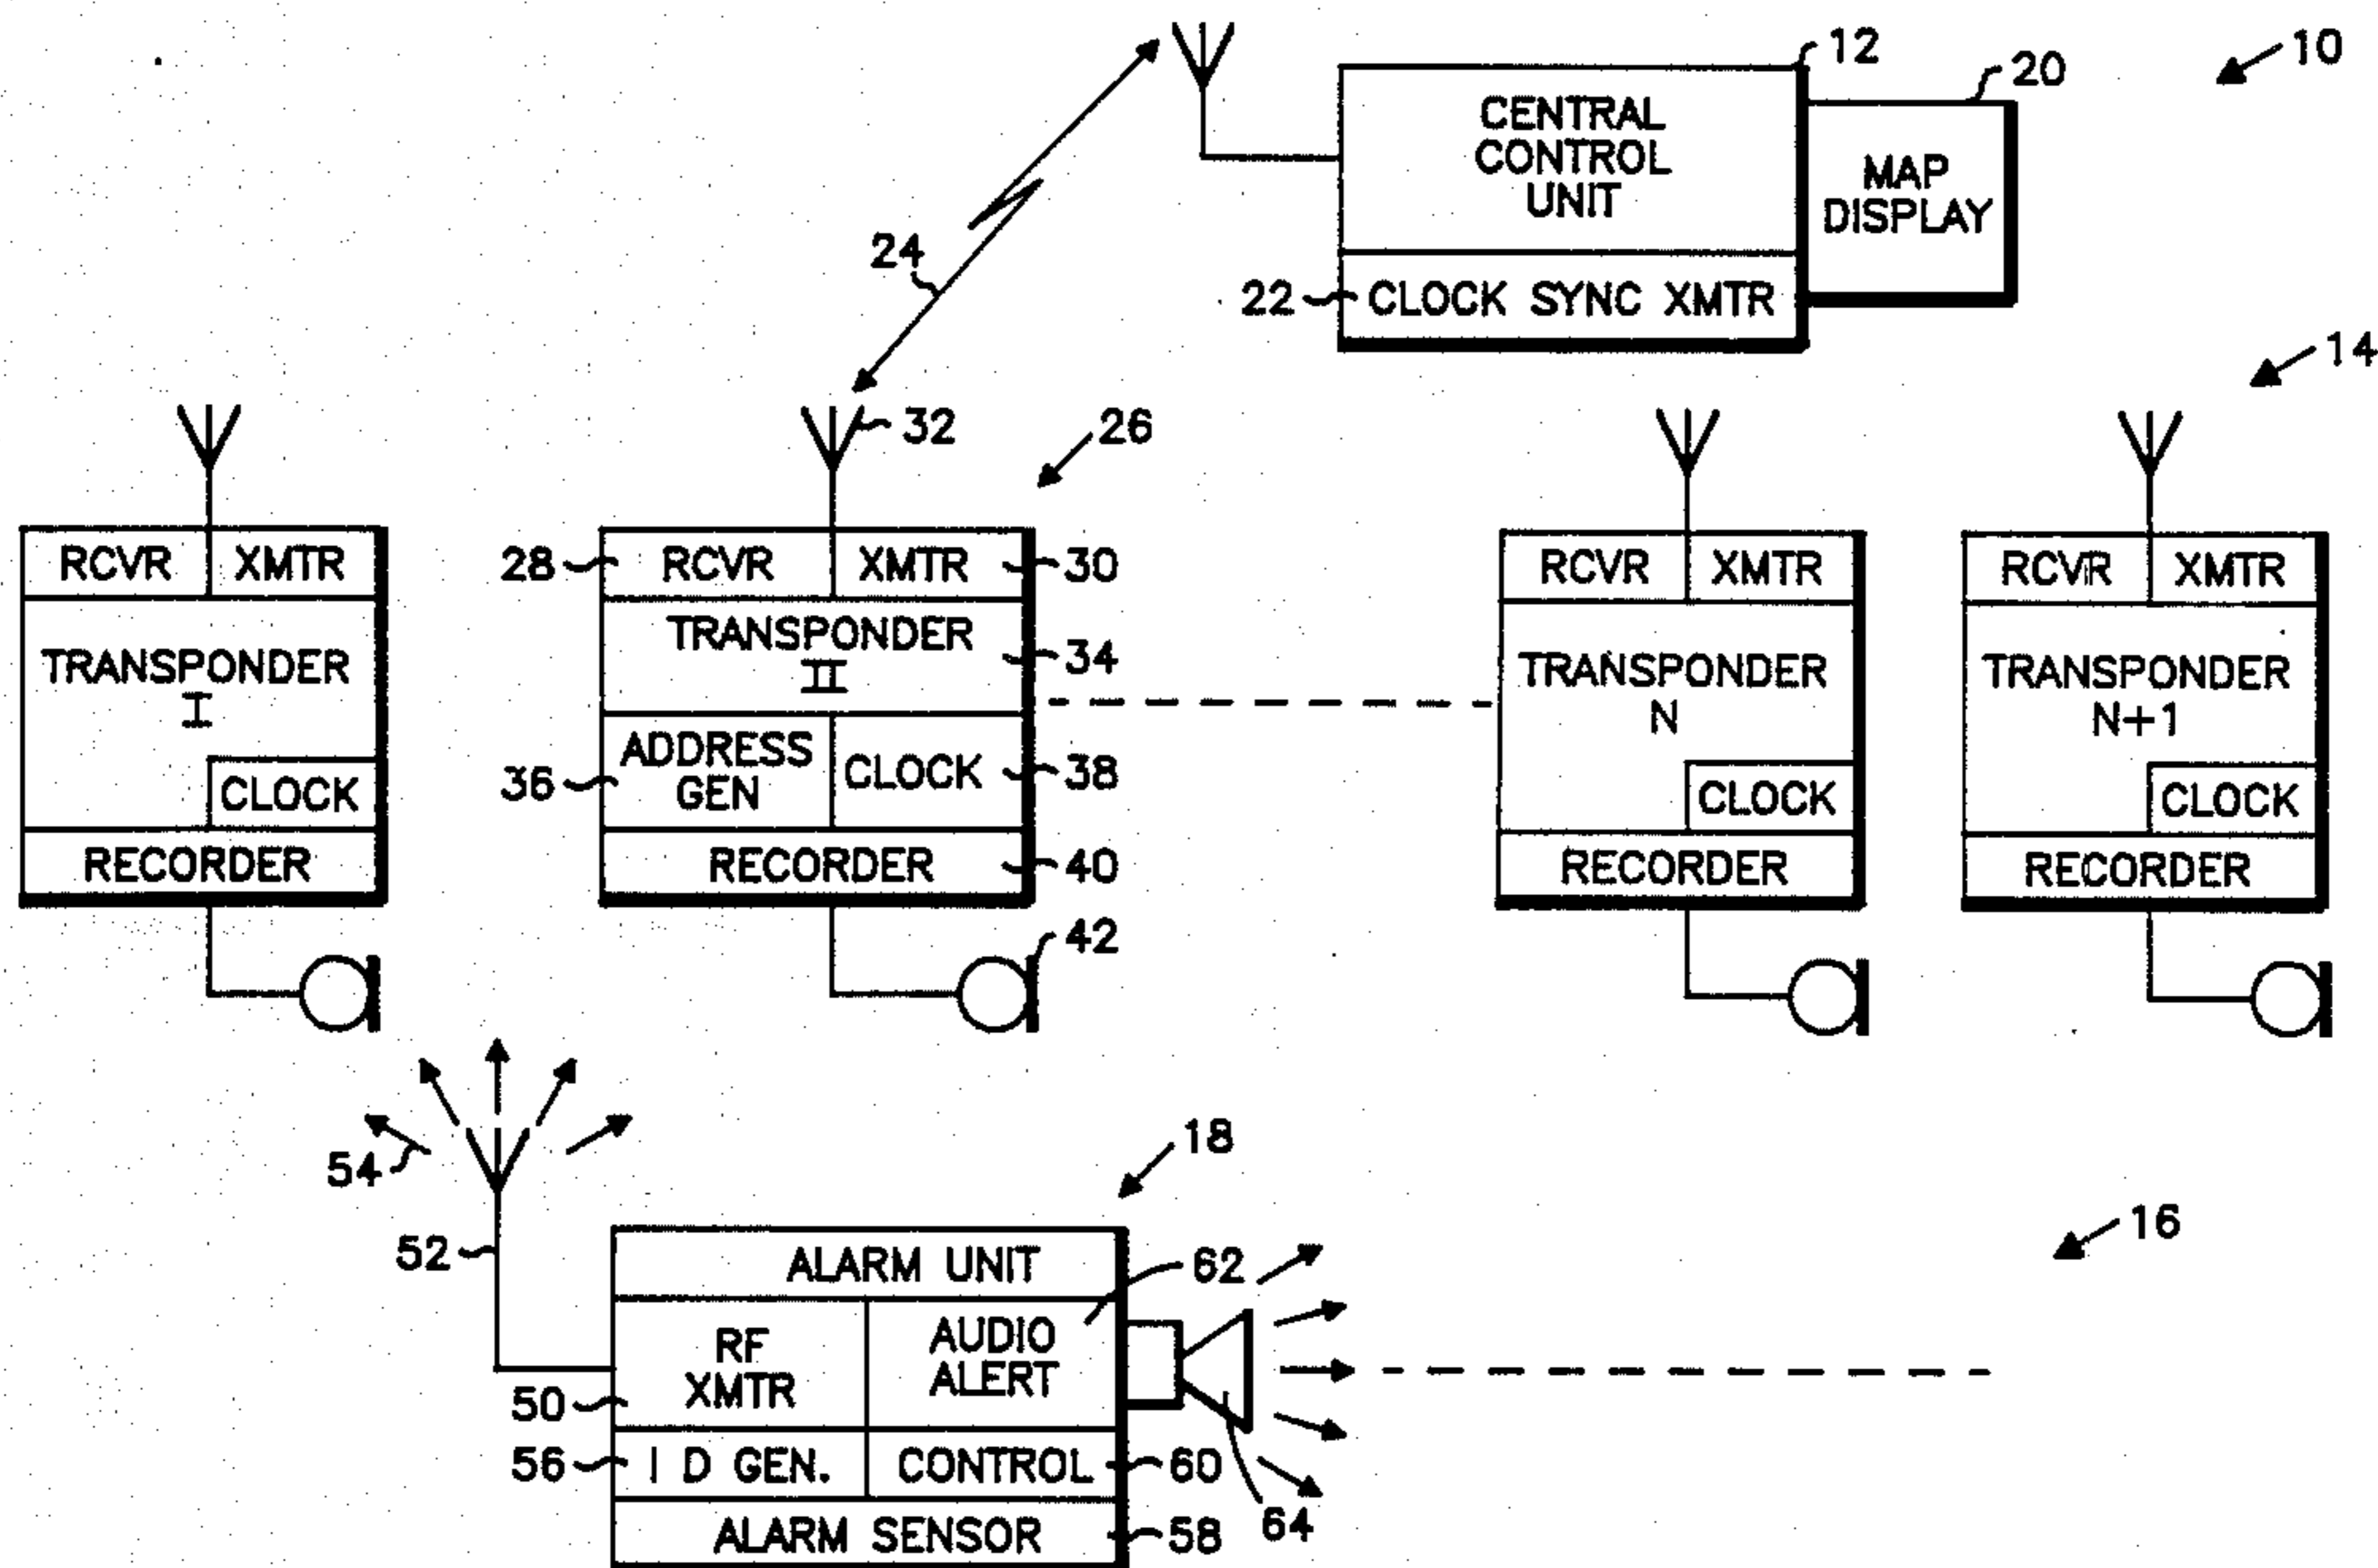 12
10
20
CENTRAL
CONTROL
UNIT
MAP
DISPLAY
24
22
CLOCK SYNC XMTR
14
32
26
RCVR
XMTR
TRANSPONDER
I
CLOCK
RECORDER
28
RCVR
XMTR
30
TRANSPONDER
II
34
ADDRESS
GEN
36
CLOCK
38
RECORDER
40
42
RCVR
XMTR
TRANSPONDER
N
CLOCK
RECORDER
RCVR
XMTR
TRANSPONDER
N+1
CLOCK
RECORDER
54
18
16
52
ALARM UNIT
62
RF
XMTR
AUDIO
ALERT
50
56
I D GEN.
CONTROL
60
64
ALARM SENSOR
58